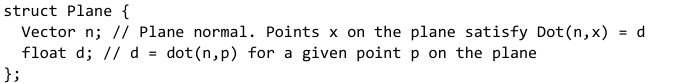 struct Plane {
Vector n; // Plane normal. Points x on the plane satisfy Dot(n,x) = d
float d; // d = dot(n,p) for a given point p on the plane
};